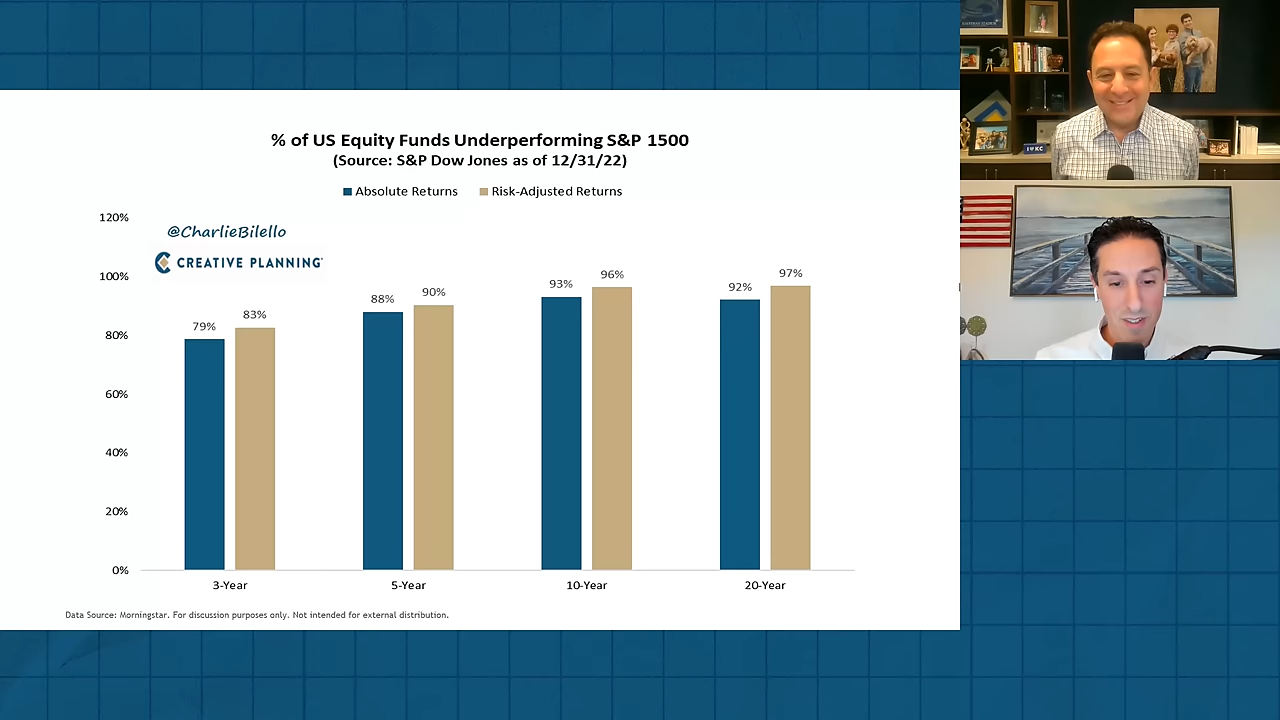 % of US Equity Funds Underperforming S&P 1500
(Source: S&P Dow Jones as of 12/31/22)
Absolute Returns
Risk-Adjusted Returns
120%
100%
80%
60%
40%
20%
0%
@CharlieBilello
CREATIVE PLANNING
79%
83%
88%
90%
93%
96%
92%
97%
3-Year
5-Year
10-Year
20-Year
Data Source: Morningstar. For discussion purposes only. Not intended for external distribution.
I ♥ KC